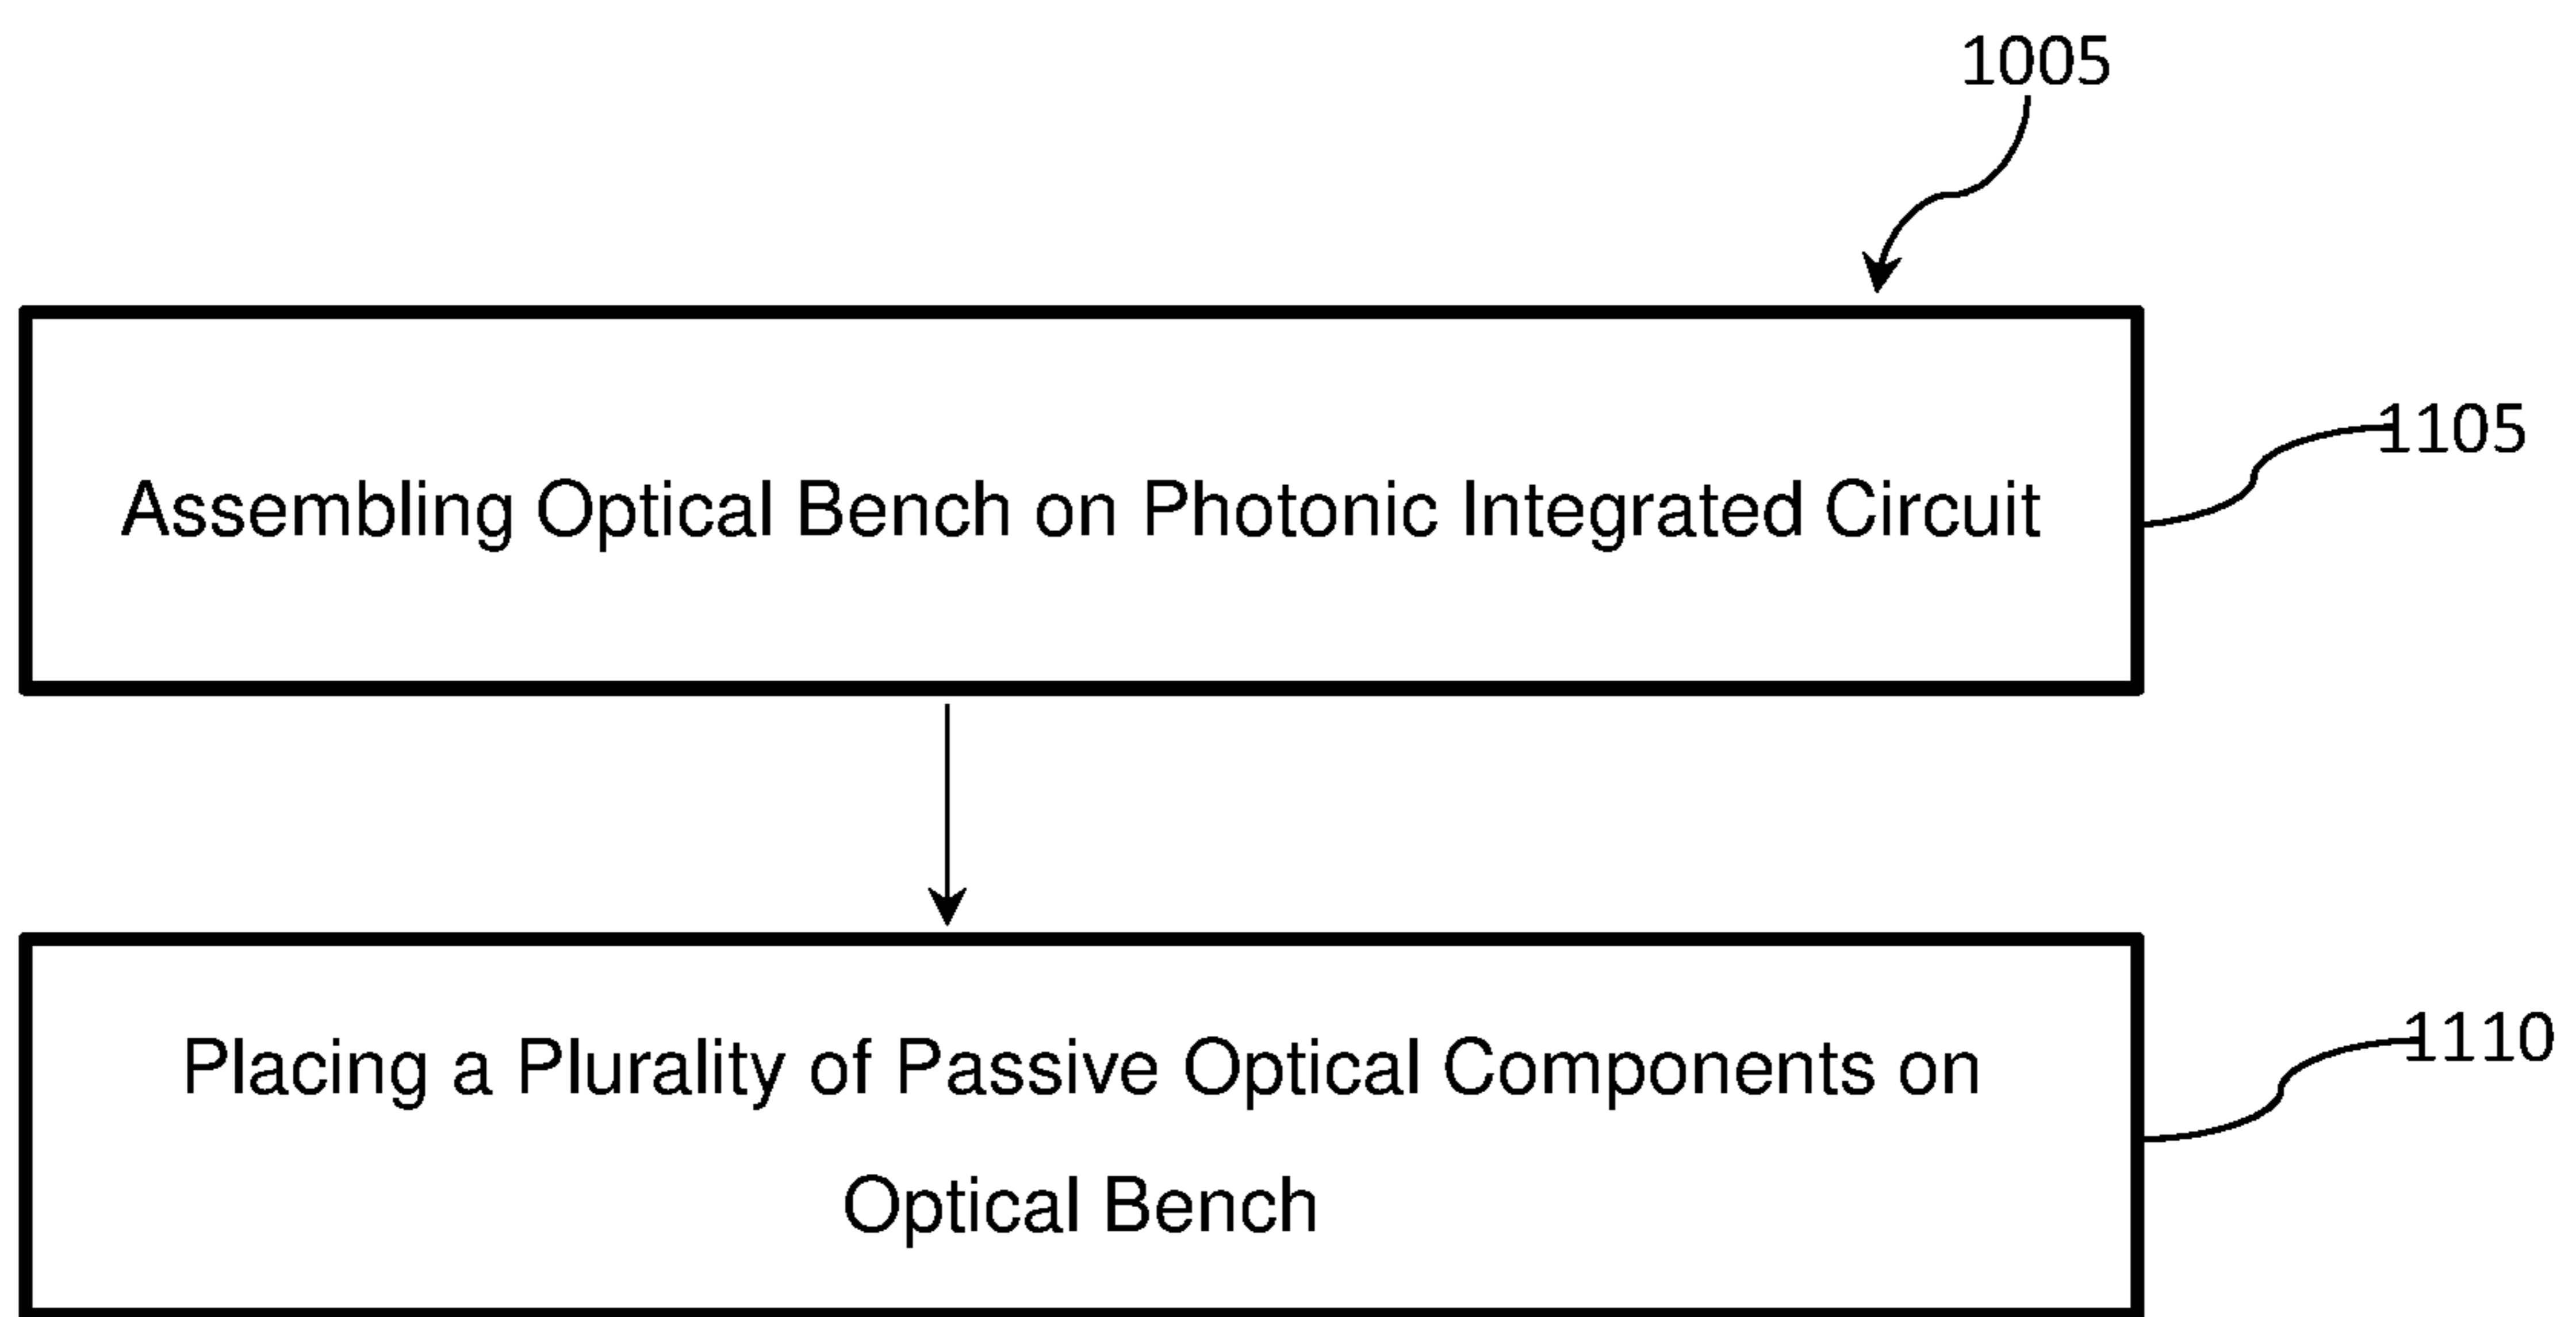 1005
1105
Assembling Optical Bench on Photonic Integrated Circuit
Placing a Plurality of Passive Optical Components on
1110
Optical Bench